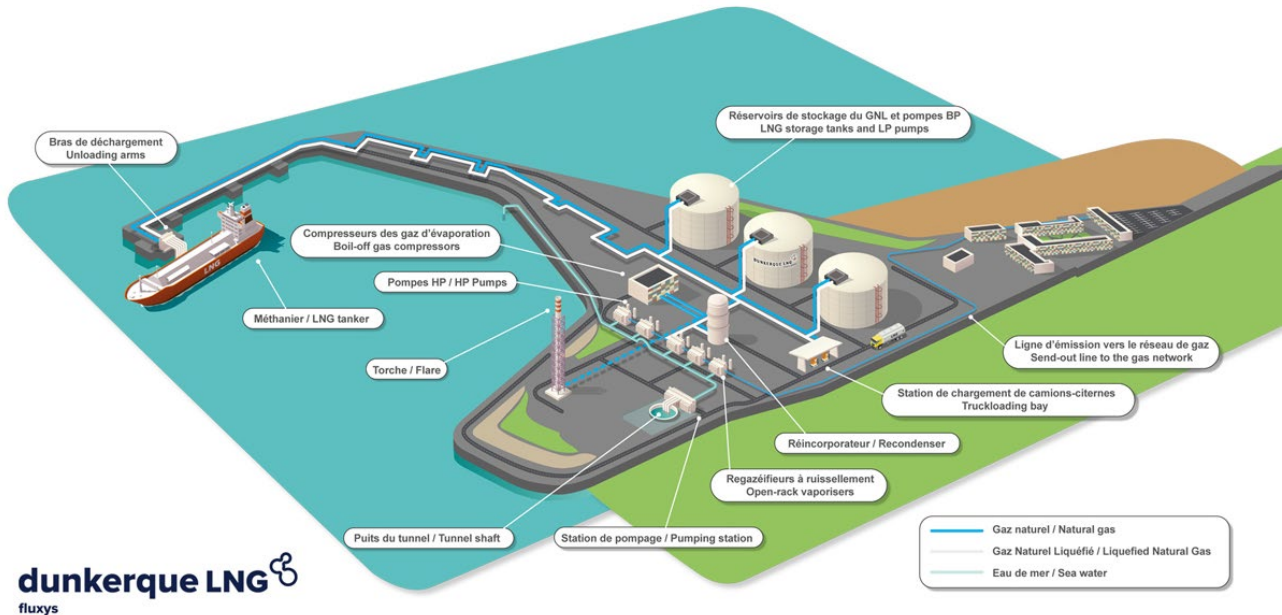 Réservoirs de stockage du GNL et pompes BP
LNG storage tanks and LP pumps
Bras de déchargement
Unloading arms
Compresseurs des gaz d'évaporation
Boil-off gas compressors
DUNKERQUE LNG
LNG
Pompes HP / HP Pumps
Méthanier / LNG tanker
Torche / Flare
Ligne d'émission vers le réseau de gaz
Send-out line to the gas network
Station de chargement de camions-citernes
Truckloading bay
Réincorporateur / Recondenser
Regazéifieurs à ruissellement
Open-rack vaporisers
Puits du tunnel / Tunnel shaft
Station de pompage / Pumping station
Gaz naturel / Natural gas
Gaz Naturel Liquéfié / Liquefied Natural Gas
Eau de mer / Sea water
dunkerque LNG
fluxys